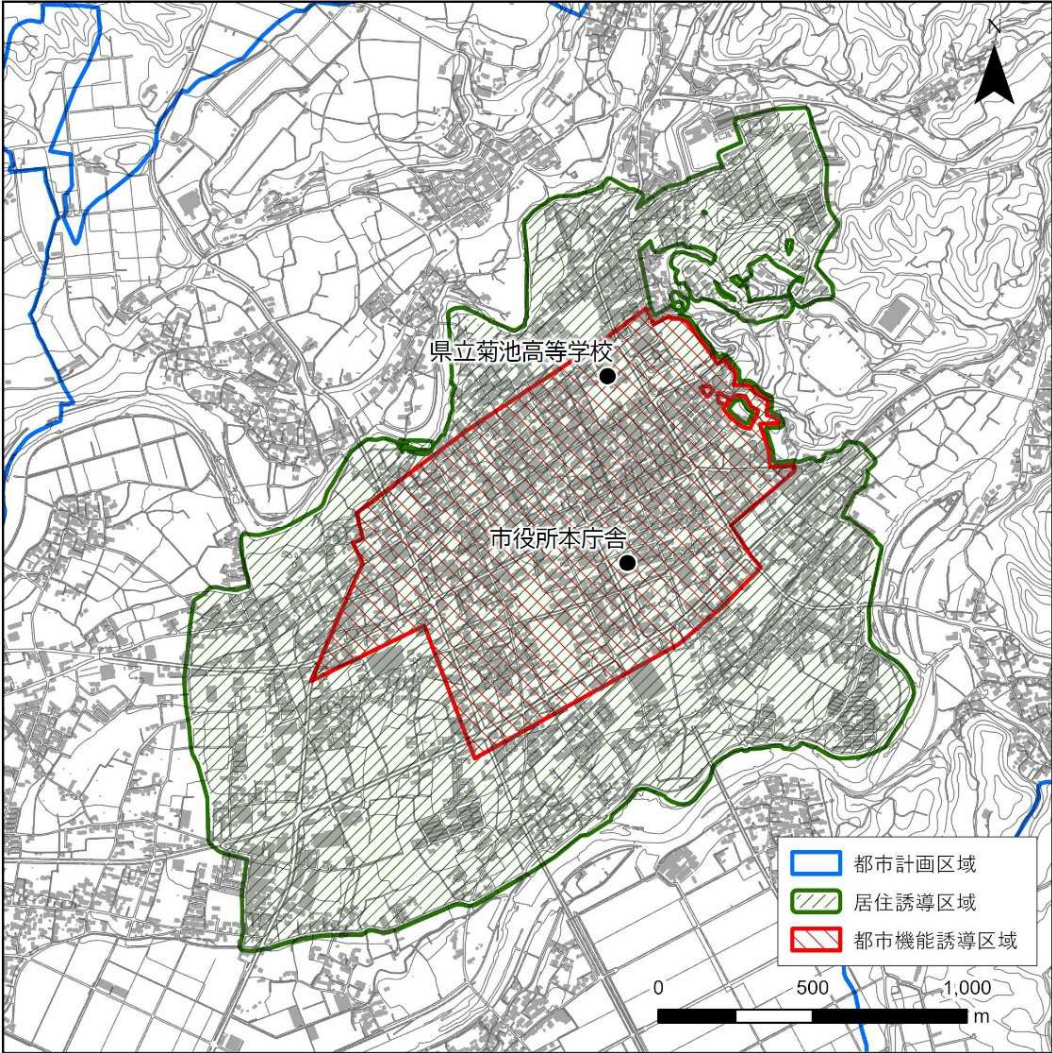 N
県立菊池高等学校
市役所本庁舎
都市計画区域
居住誘導区域
都市機能誘導区域
0 500 1,000
m